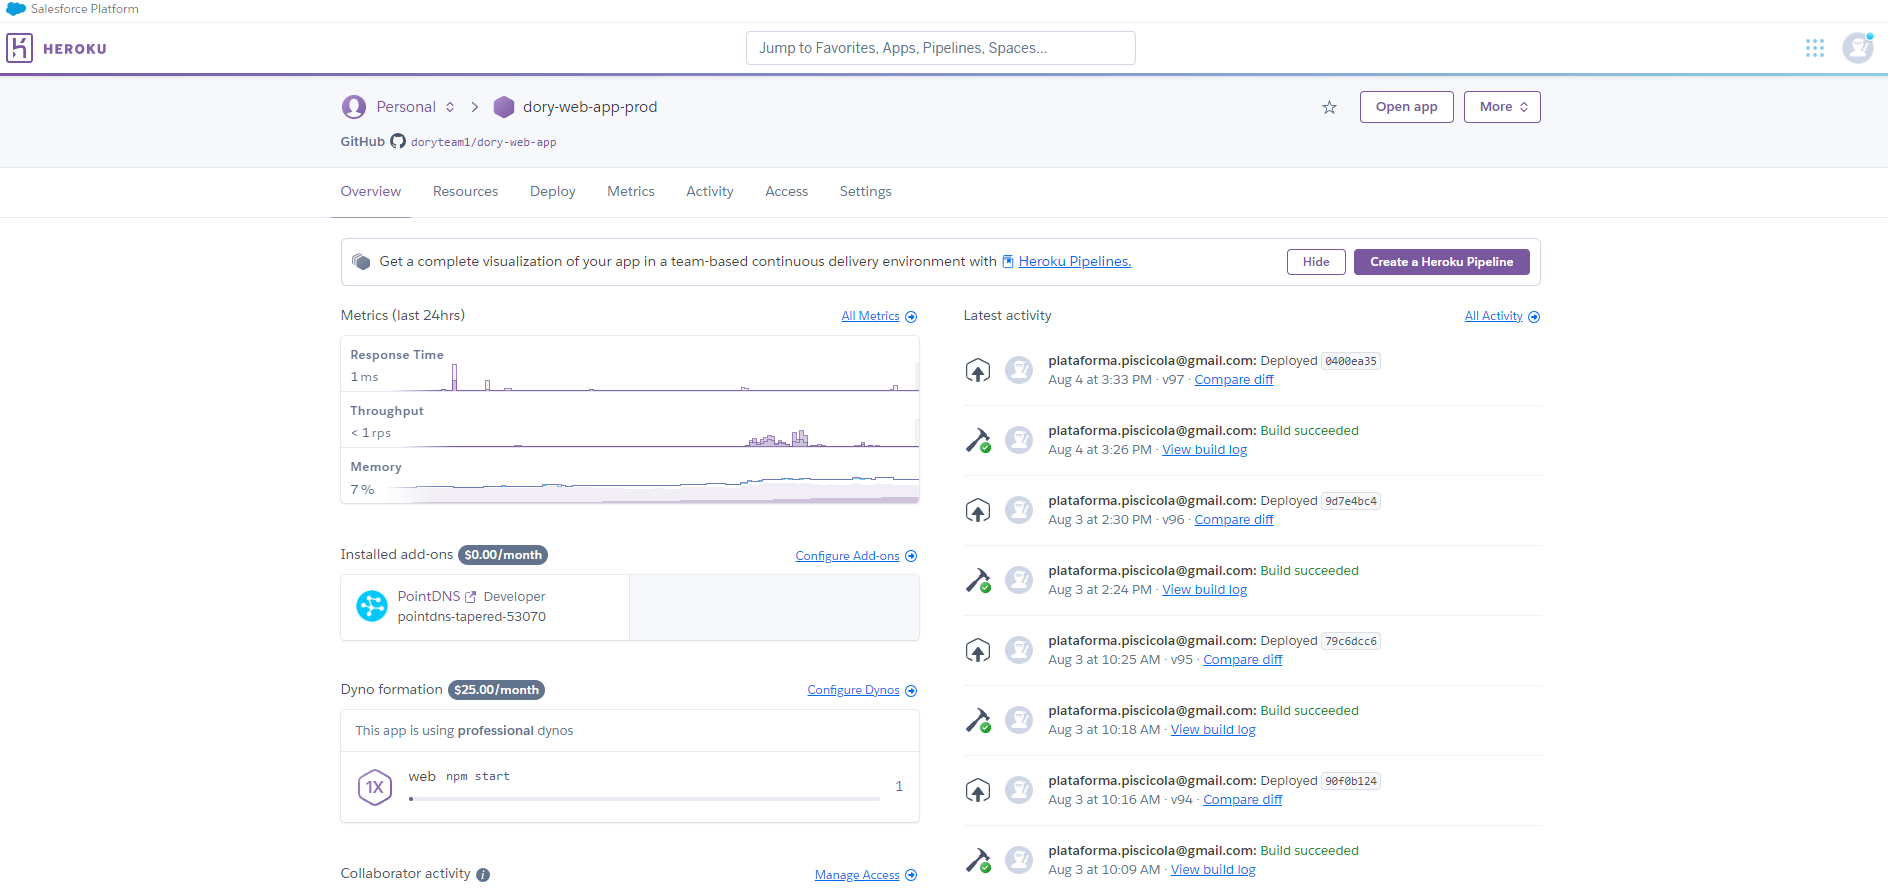 Salesforce Platform
HEROKU
Jump to Favorites, Apps, Pipelines, Spaces...
Personal
dory-web-app-prod
Open app
More
GitHub doryteam1/dory-web-app
Overview Resources Deploy Metrics Activity Access Settings
Get a complete visualization of your app in a team-based continuous delivery environment with Heroku Pipelines.
Hide
Create a Heroku Pipeline
Metrics (last 24hrs)
All Metrics
Response Time
1 ms
Throughput
< 1 rps
Memory
7 %
Installed add-ons $0.00/month
Configure Add-ons
PointDNS Developer
pointdns-tapered-53070
Dyno formation $25.00/month
Configure Dynos
This app is using professional dynos
1X
web npm start
1
Collaborator activity i
Manage Access
Latest activity
All Activity
plataforma.piscicola@gmail.com: Deployed 0400ea35
Aug 4 at 3:33 PM · v97 · Compare diff
plataforma.piscicola@gmail.com: Build succeeded
Aug 4 at 3:26 PM · View build log
plataforma.piscicola@gmail.com: Deployed 9d7e4bc4
Aug 3 at 2:30 PM · v96 · Compare diff
plataforma.piscicola@gmail.com: Build succeeded
Aug 3 at 2:24 PM · View build log
plataforma.piscicola@gmail.com: Deployed 79c6dcc6
Aug 3 at 10:25 AM · v95 · Compare diff
plataforma.piscicola@gmail.com: Build succeeded
Aug 3 at 10:18 AM · View build log
plataforma.piscicola@gmail.com: Deployed 90f0b124
Aug 3 at 10:16 AM · v94 · Compare diff
plataforma.piscicola@gmail.com: Build succeeded
Aug 3 at 10:09 AM · View build log